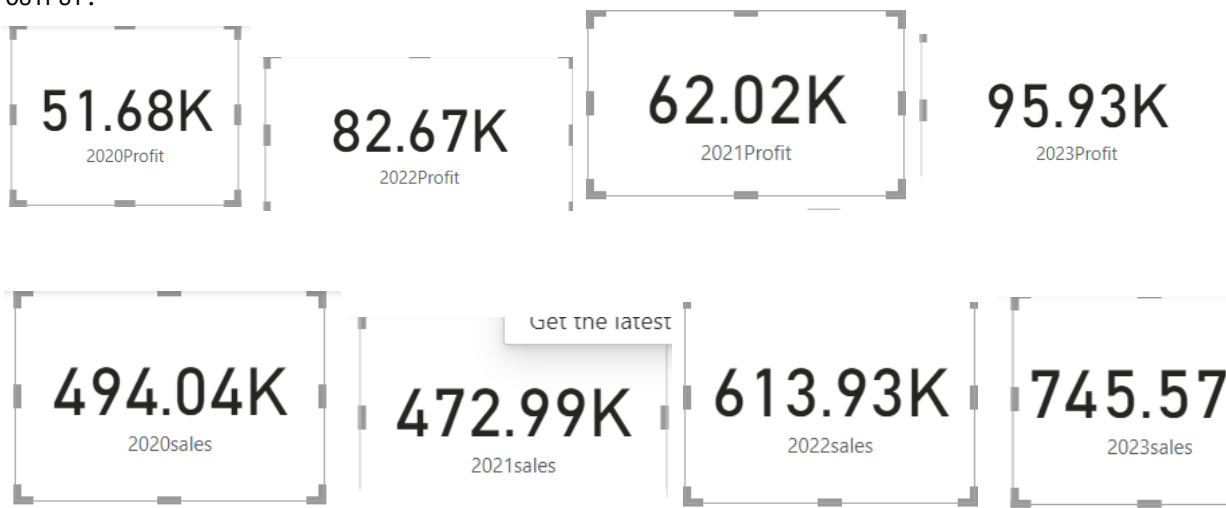 OUTPUT:
51.68K
2020Profit
82.67K
2022Profit
62.02K
2021Profit
95.93K
2023Profit
494.04K
2020sales
Get the latest
472.99K
2021sales
613.93K
2022sales
745.57
2023sales